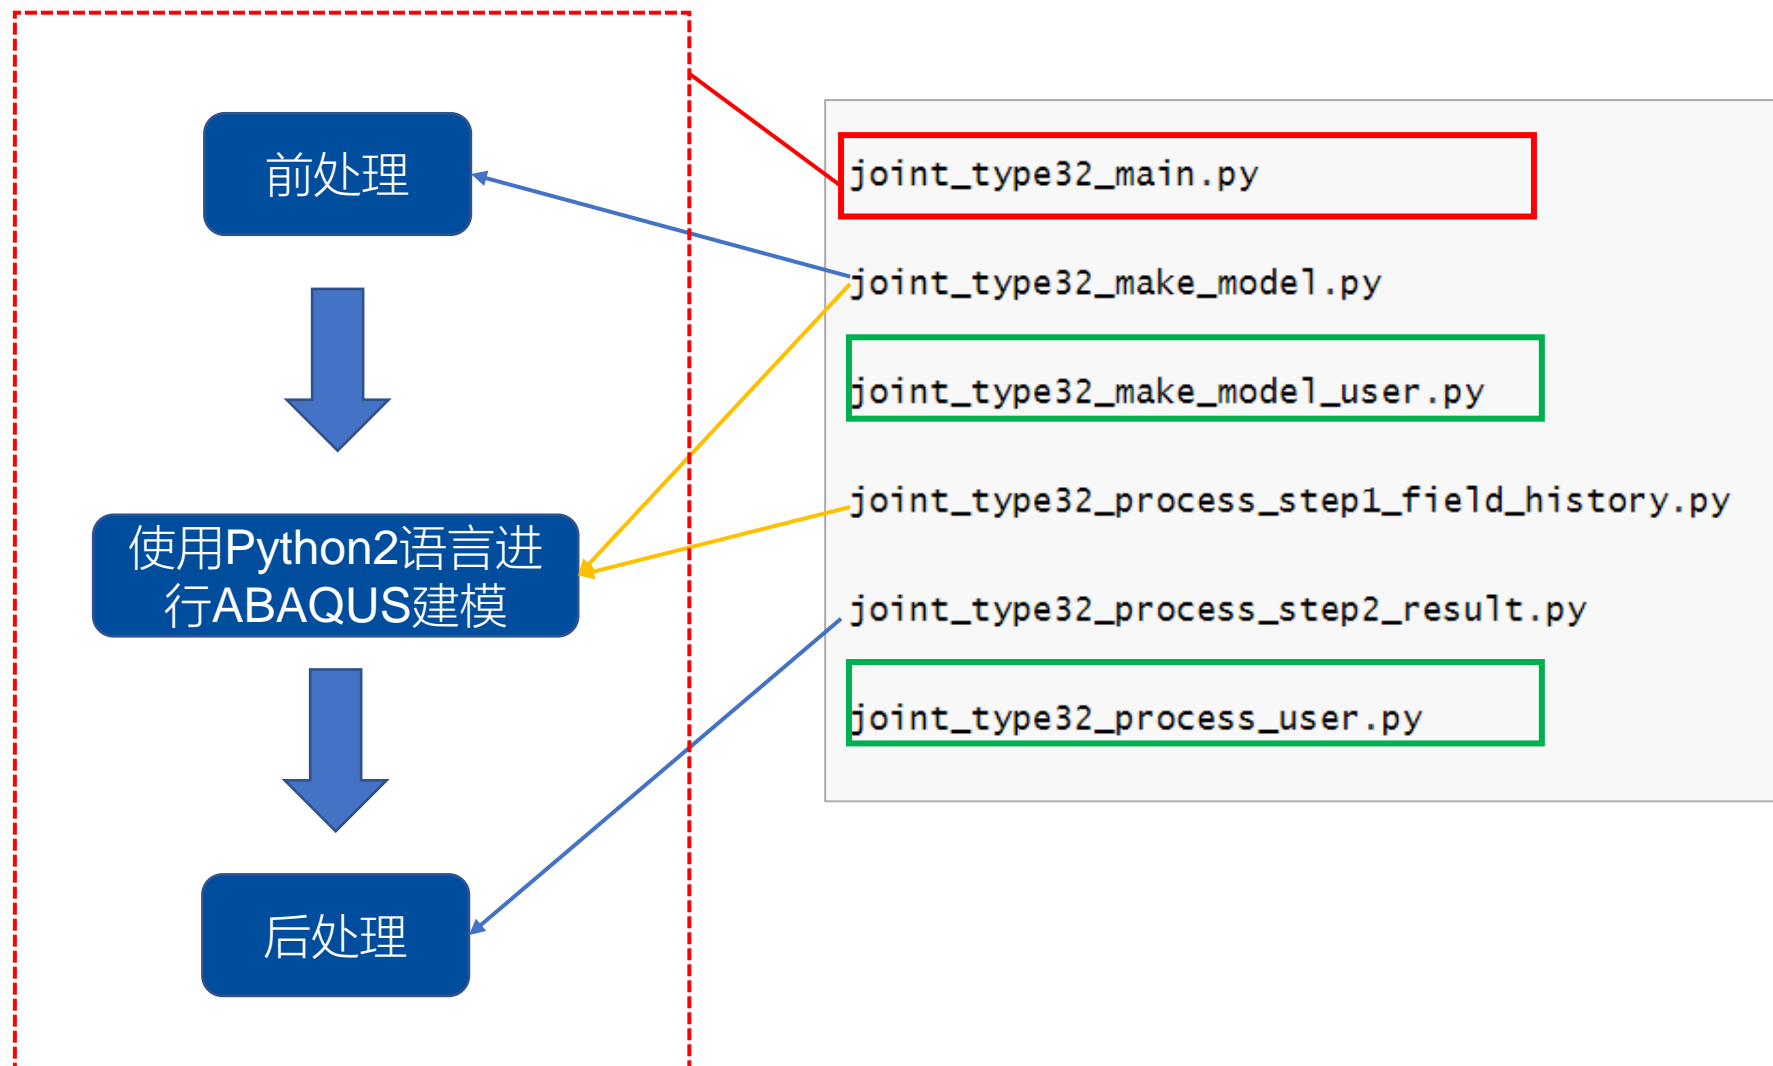 前处理
使用Python2语言进
行ABAQUS建模
后处理
joint_type32_main.py
joint_type32_make_model.py
joint_type32_make_model_user.py
joint_type32_process_step1_field_history.py
joint_type32_process_step2_result.py
joint_type32_process_user.py